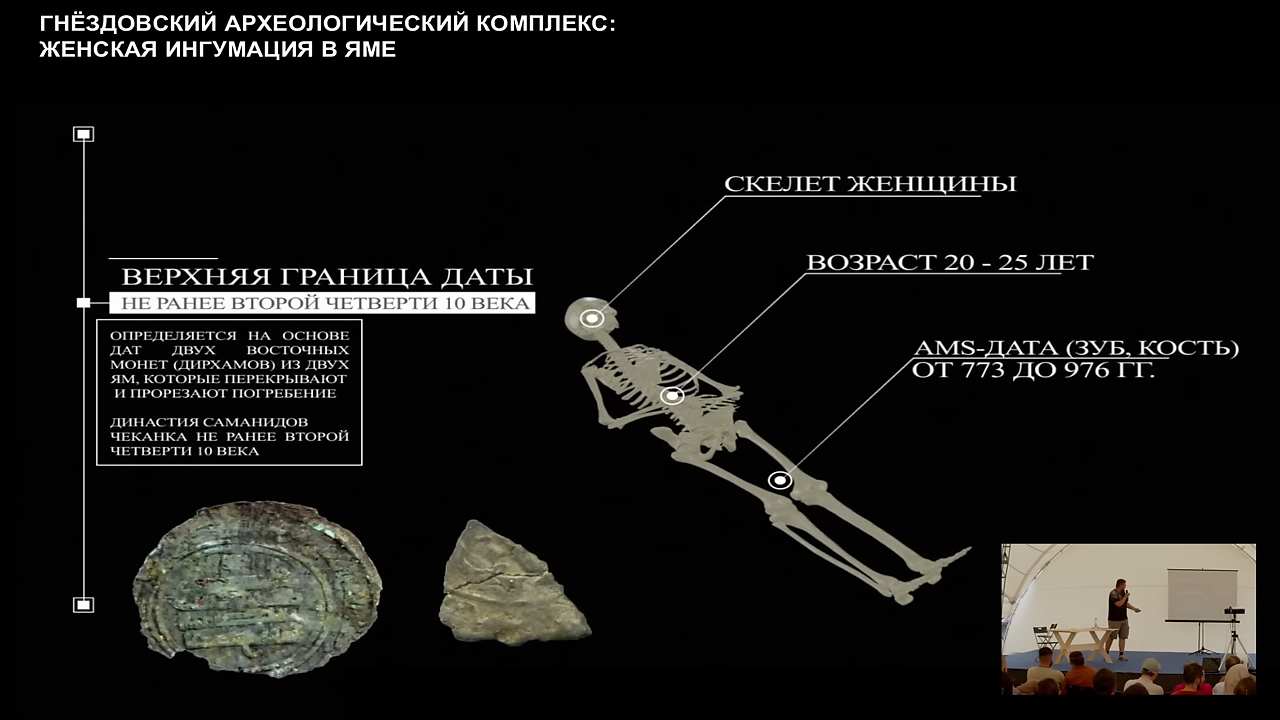 ГНЁЗДОВСКИЙ АРХЕОЛОГИЧЕСКИЙ КОМПЛЕКС:
ЖЕНСКАЯ ИНГУМАЦИЯ В ЯМЕ
СКЕЛЕТ ЖЕНЩИНЫ
ВОЗРАСТ 20 - 25 ЛЕТ
AMS-ДАТА (ЗУБ, КОСТЬ)
ОТ 773 ДО 976 ГГ.
ВЕРХНЯЯ ГРАНИЦА ДАТЫ
НЕ РАНЕЕ ВТОРОЙ ЧЕТВЕРТИ 10 ВЕКА
ОПРЕДЕЛЯЕТСЯ НА ОСНОВЕ
ДАТ ДВУХ ВОСТОЧНЫХ
МОНЕТ (ДИРХАМОВ) ИЗ ДВУХ
ЯМ, КОТОРЫЕ ПЕРЕКРЫВАЮТ
И ПРОРЕЗАЮТ ПОГРЕБЕНИЕ
ДИНАСТИЯ САМАНИДОВ
ЧЕКАНКА НЕ РАНЕЕ ВТОРОЙ
ЧЕТВЕРТИ 10 ВЕКА